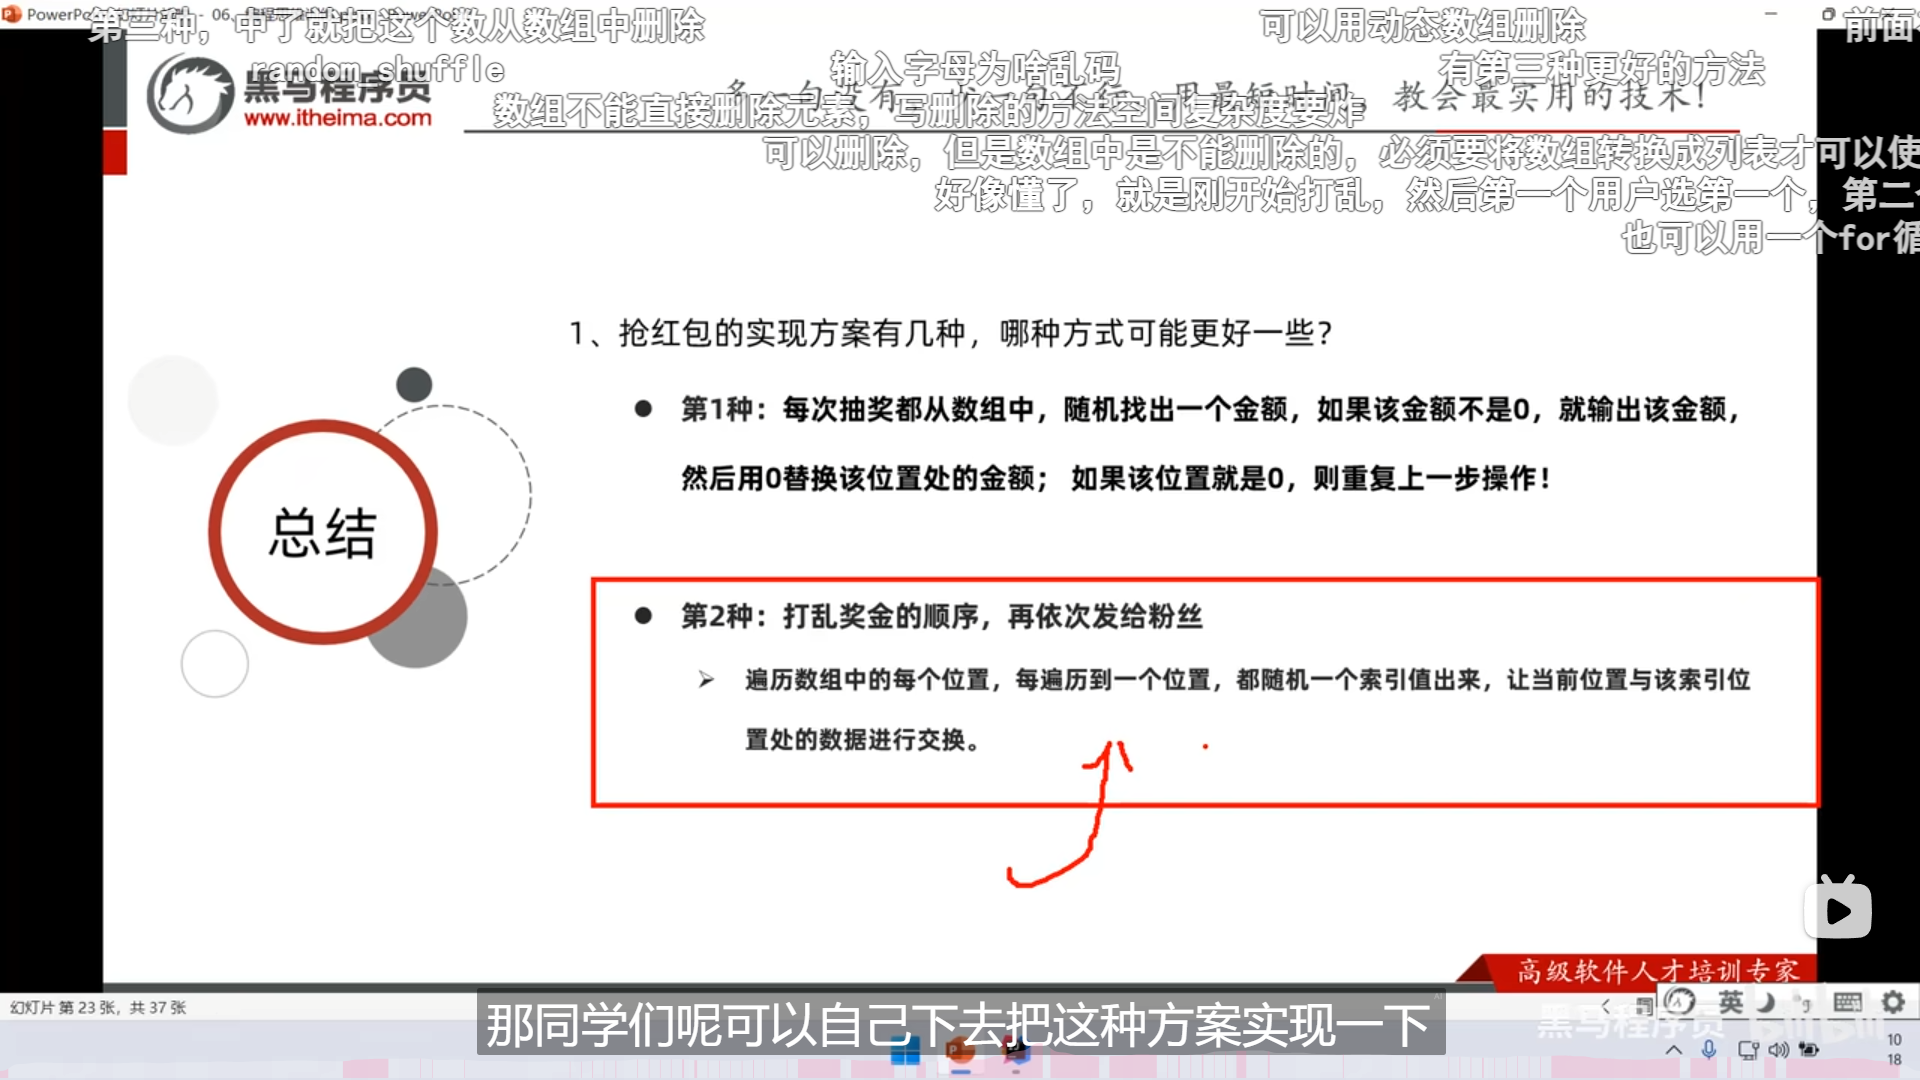 第三种，中了就把这个数从数组中删除
可以用动态数组删除
前面
random shuffle
输入字母为啥乱码
有第三种更好的方法
黑马程序员
教会最实用的技术!
www.itheima.com
数组不能直接删除元素，写删除的方法空间复杂度要炸
可以删除，但是数组中是不能删除的，必须要将数组转换成列表才可以使
好像懂了，就是刚开始打乱，然后第一个用户选第一个，第二
也可以用一个for循
1、抢红包的实现方案有几种，哪种方式可能更好一些？
第1种：每次抽奖都从数组中，随机找出一个金额，如果该金额不是0，就输出该金额，
然后用0替换该位置处的金额； 如果该位置就是0，则重复上一步操作！
总结
第2种：打乱奖金的顺序，再依次发给粉丝
遍历数组中的每个位置，每遍历到一个位置，都随机一个索引值出来，让当前位置与该索引位
置处的数据进行交换。
高级软件人才培训专家
幻灯片 第 23 张，共 37 张
英
黑马程序员
那同学们呢可以自己下去把这种方案实现一下
10
18